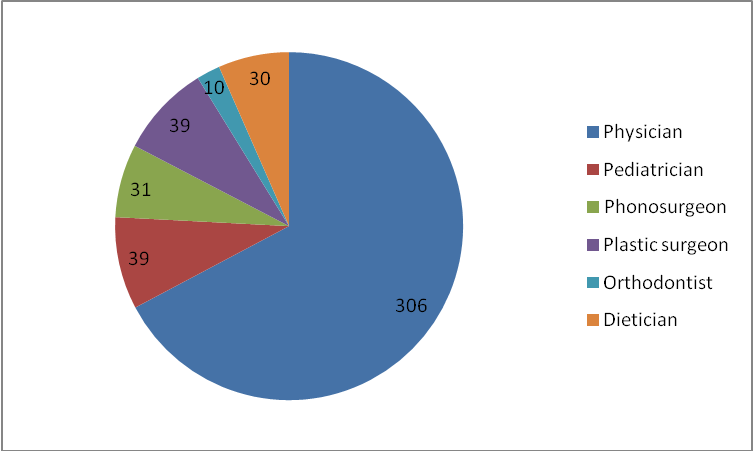 30
10
39
31
39
306
Physician
Pediatrician
Phonosurgeon
Plastic surgeon
Orthodontist
Dietician